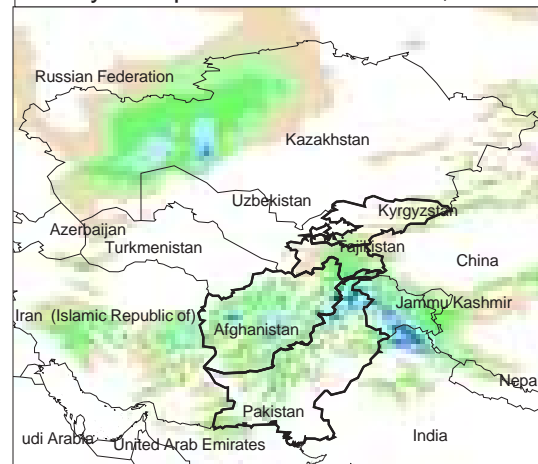 Russian Federation
Kazakhstan
Uzbekistan
Kyrgyzstan
Azerbaijan
Turkmenistan
Tajikistan
China
Jammu Kashmir
Iran (Islamic Republic of)
Afghanistan
Nepa
Pakistan
udi Arabia
United Arab Emirates
India